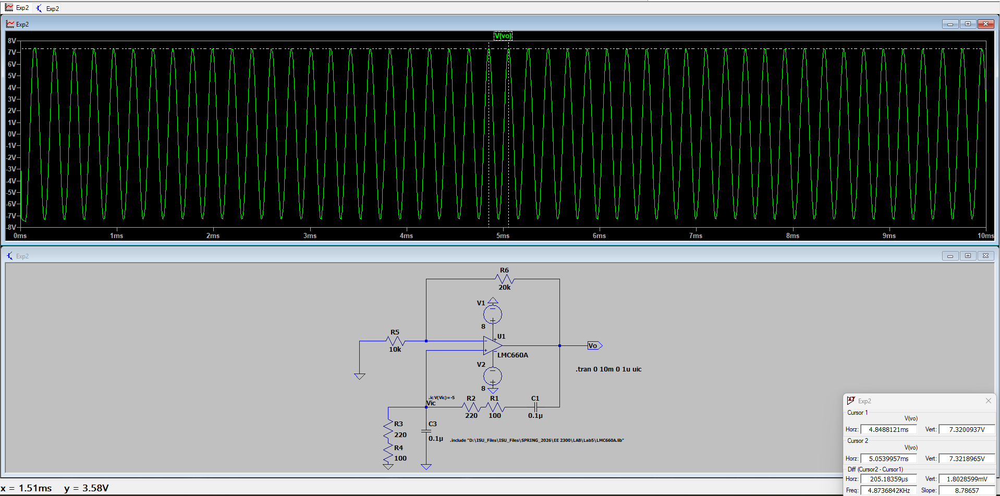 Exp2 Exp2
Exp2
V(vo)
8V
7V
6V
5V
4V
3V
2V
1V
0V
-1V
-2V
-3V
-4V
-5V
-6V
-7V
-8V
0ms 1ms 2ms 3ms 4ms 5ms 6ms 7ms 8ms 9ms 10ms
Exp2
R6
20k
V1
8
R5
10k
U1
LMC660A
Vo
V2
8
.tran 0 10m 0 1u uic
.ic V(Vic)=-5
Vic
R2 R1 C1
220 100 0.1µ
R3
220
C3
0.1µ
R4
100
.include "D:\ISU_Files\ISU_Files\SPRING_2026\EE 2300\LAB\Lab5\LMC660A.lib"
Exp2
Cursor 1
V(vo)
Horz: 4.8488121ms Vert: 7.3200937V
Cursor 2
V(vo)
Horz: 5.0539957ms Vert: 7.3218965V
Diff (Cursor2 - Cursor1)
Horz: 205.18359µs Vert: 1.8028599mV
Freq: 4.8736842KHz Slope: 8.78657
x = 1.51ms y = 3.58V